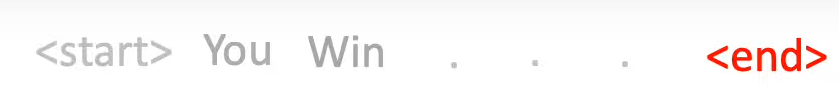 <start> You Win . . . <end>